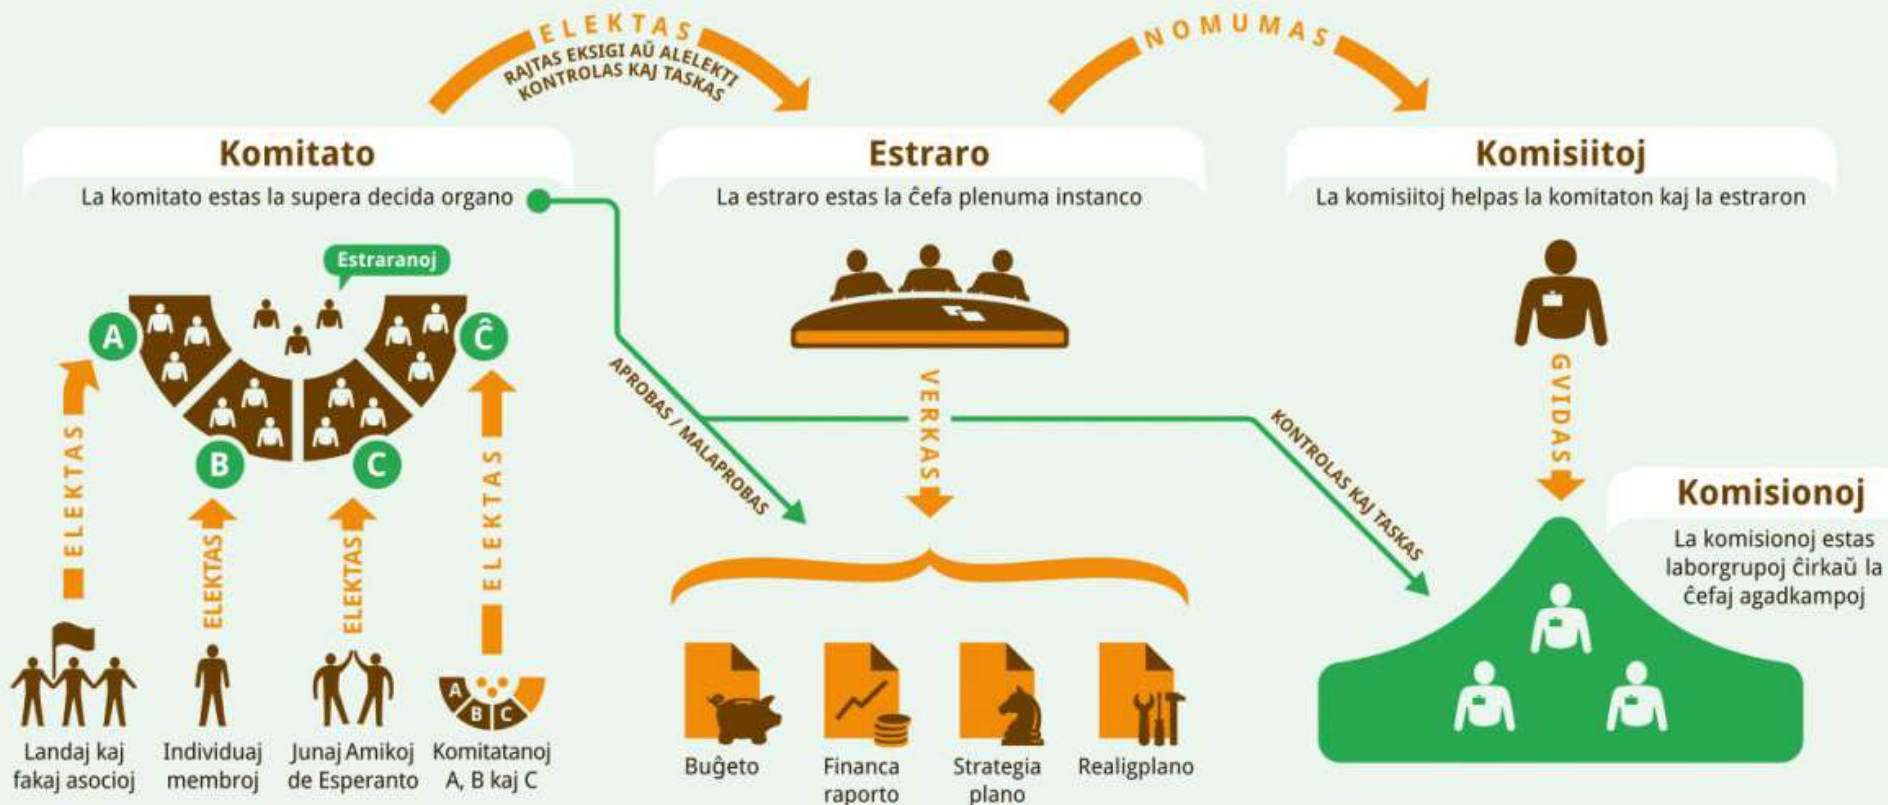 ELEKTAS
RAJTAS EKSIGI AŬ ALELEKTI
KONTROLAS KAJ TASKAS
NOMUMAS
Komitato
La komitato estas la supera decida organo
Estraro
La estraro estas la ĉefa plenuma instanco
Komisiitoj
La komisiitoj helpas la komitaton kaj la estraron
Estraranoj
A
Ĉ
B
C
ELEKTAS
ELEKTAS
ELEKTAS
ELEKTAS
A
B
C
Landaj kaj
fakaj asocioj
Individuaj
membroj
Junaj Amikoj
de Esperanto
Komitatanoj
A, B kaj C
APROBAS / MALAPROBAS
VERKAS
KONTROLAS KAJ TASKAS
Buĝeto
Financa
raporto
Strategia
plano
Realigplano
GVIDAS
Komisionoj
La komisionoj estas
laborgrupoj ĉirkaŭ la
ĉefaj agadkampoj